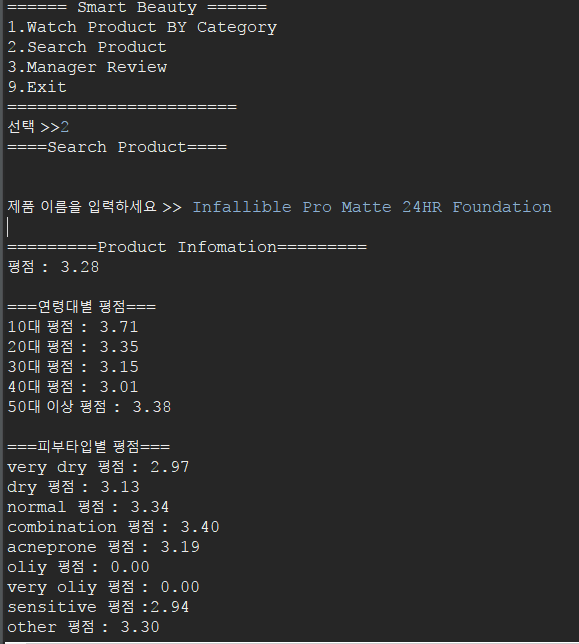 ====== Smart Beauty ======
1.Watch Product BY Category
2.Search Product
3.Manager Review
9.Exit
=======================
선택 >>2
====Search Product====
제품 이름을 입력하세요 >> Infallible Pro Matte 24HR Foundation
=========Product Infomation=========
평점 : 3.28
===연령대별 평점===
10대 평점 : 3.71
20대 평점 : 3.35
30대 평점 : 3.15
40대 평점 : 3.01
50대 이상 평점 : 3.38
===피부타입별 평점===
very dry 평점 : 2.97
dry 평점 : 3.13
normal 평점 : 3.34
combination 평점 : 3.40
acneprone 평점 : 3.19
oliy 평점 : 0.00
very oliy 평점 : 0.00
sensitive 평점 :2.94
other 평점 : 3.30